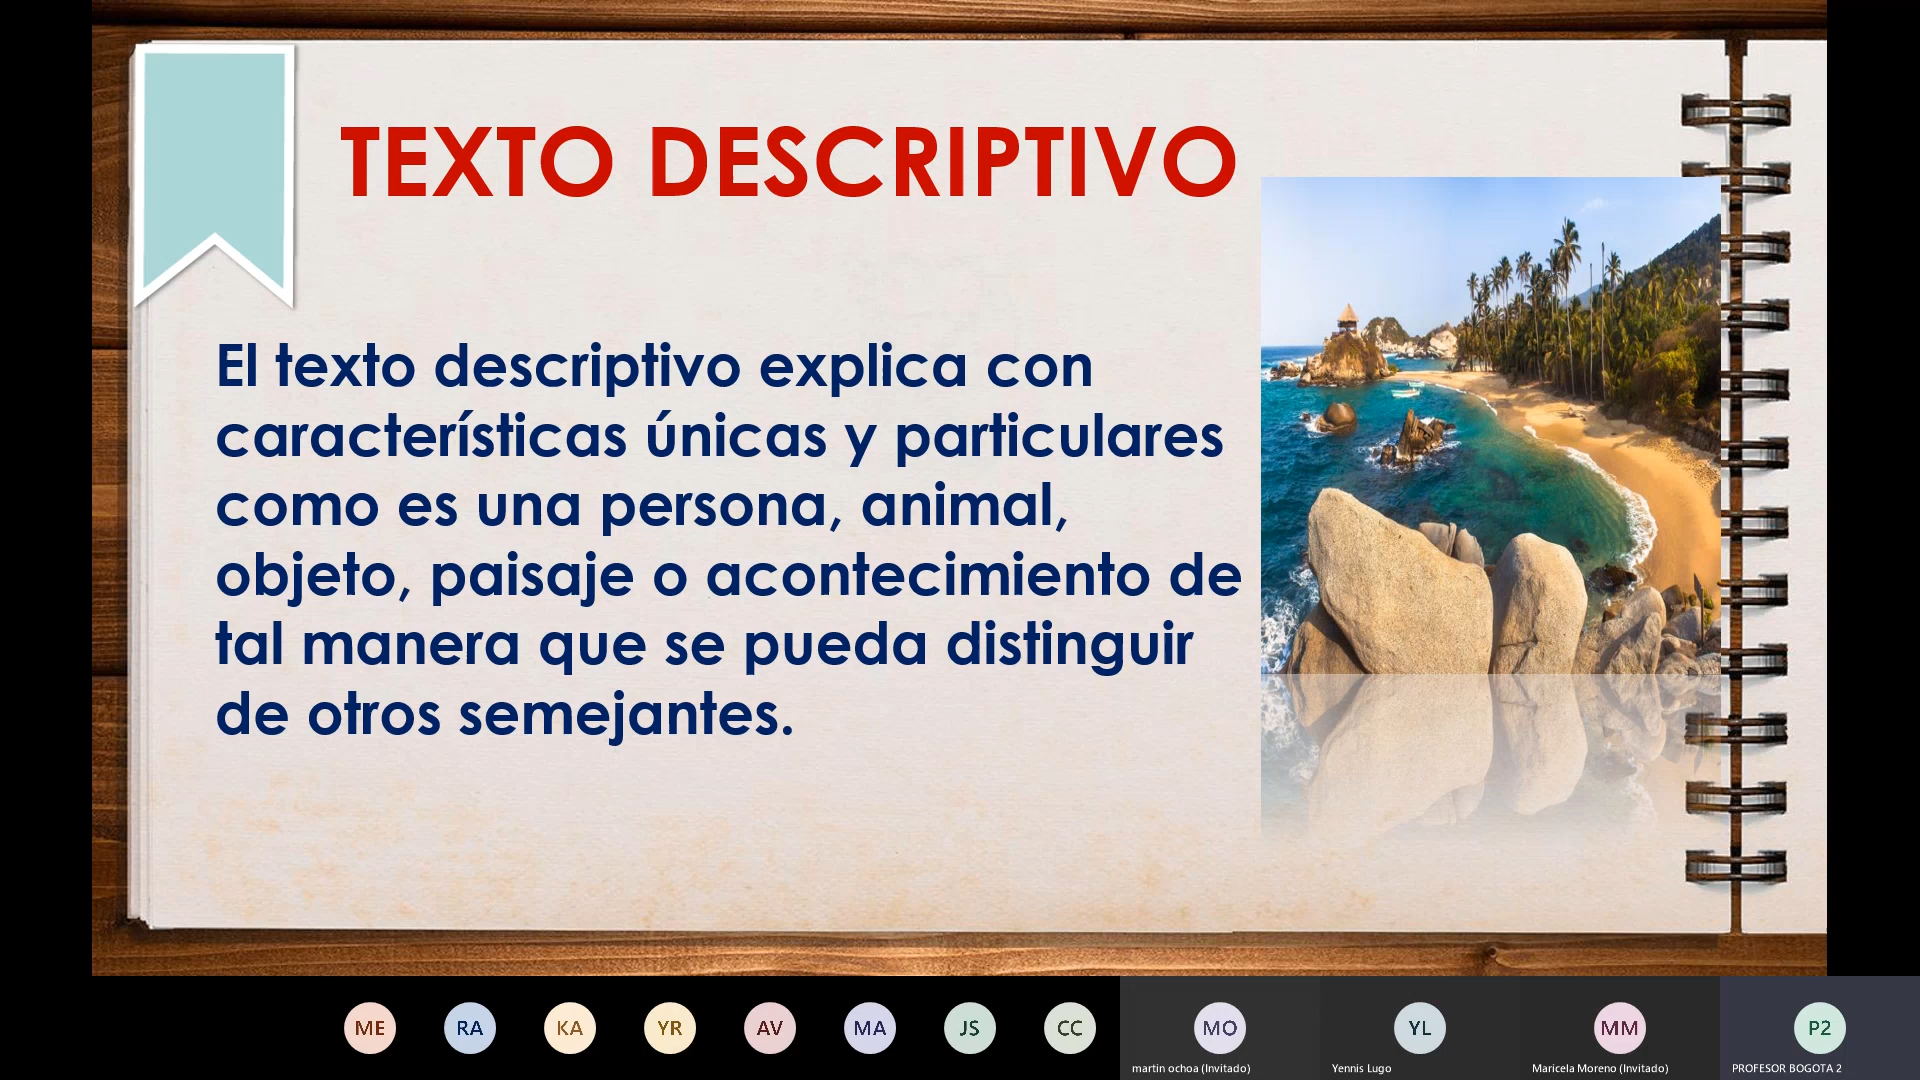 TEXTO DESCRIPTIVO
El texto descriptivo explica con
características únicas y particulares
como es una persona, animal,
objeto, paisaje o acontecimiento de
tal manera que se pueda distinguir
de otros semejantes.
ME RA KA YR AV MA JS CC MO YL MM P2
martin ochoa (Invitado) Yennis Lugo Maricela Moreno (Invitado) PROFESOR BOGOTA 2